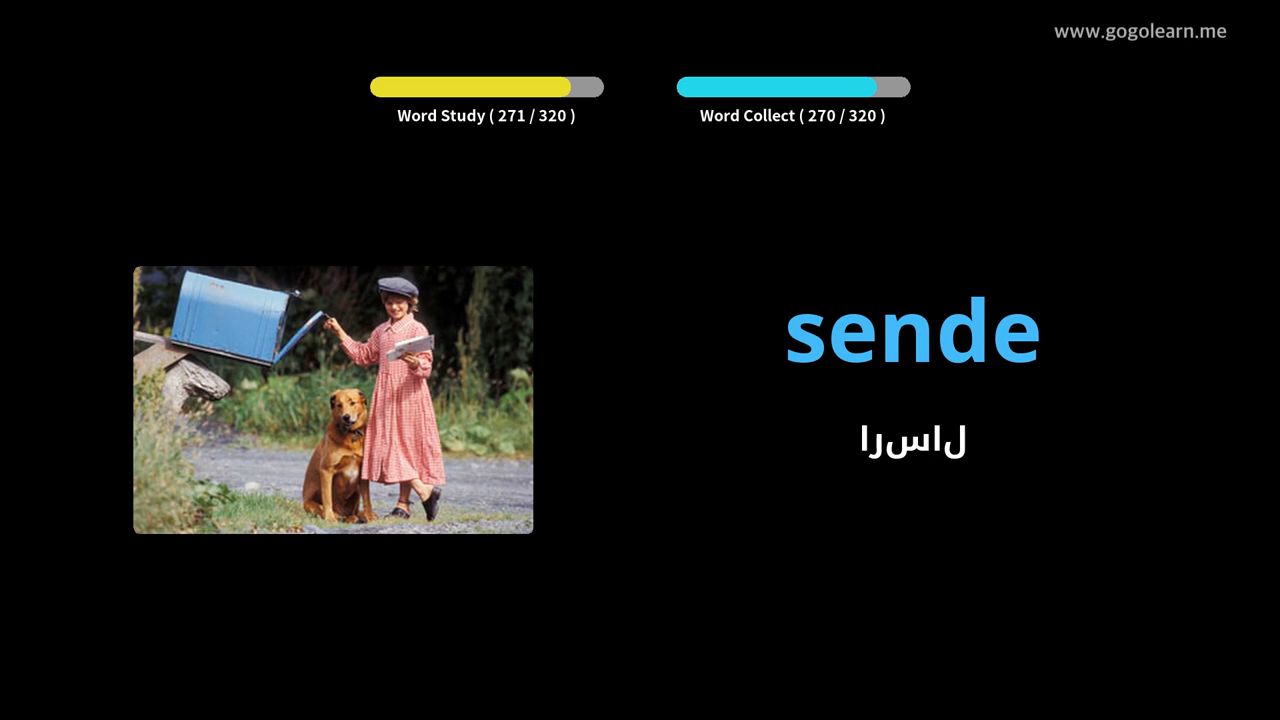 www.gogolearn.me
Word Study ( 271 / 320 )
Word Collect ( 270 / 320 )
sende
ارسال